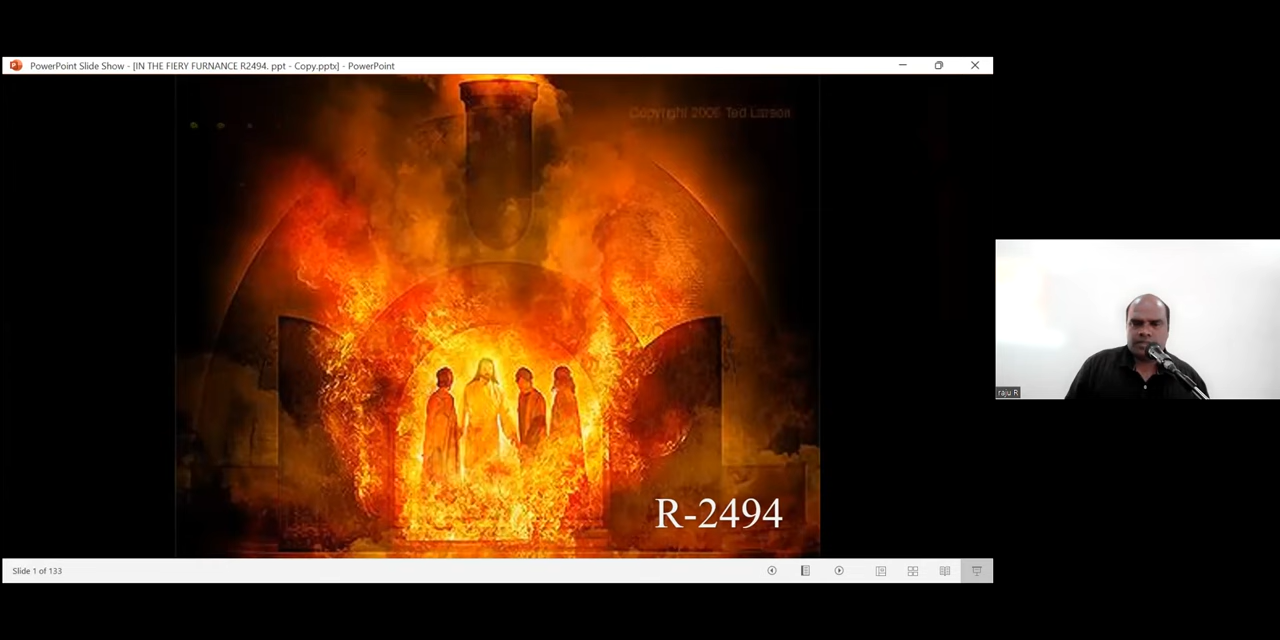 PowerPoint Slide Show - [IN THE FIERY FURNANCE R2494. ppt - Copy.pptx] - PowerPoint
Copyright 2006 Ted Larson
R-2494
raju R
Slide 1 of 133